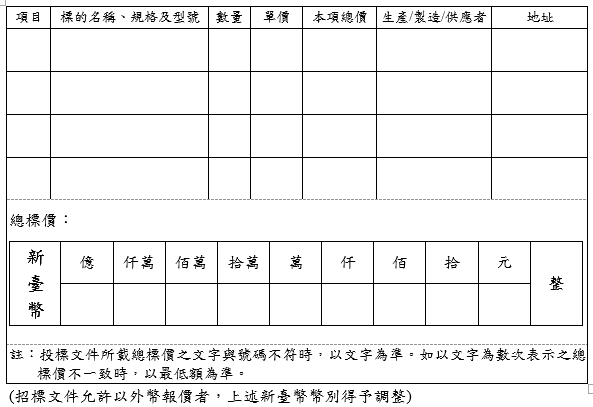 項目 標的名稱、規格及型號 數量 單價 本項總價 生產/製造/供應者 地址
總標價：
新臺幣 億 仟萬 佰萬 拾萬 萬 仟 佰 拾 元 整
註：投標文件所載總標價之文字與號碼不符時，以文字為準。如以文字為數次表示之總
標價不一致時，以最低額為準。
(招標文件允許以外幣報價者，上述新臺幣幣別得予調整)